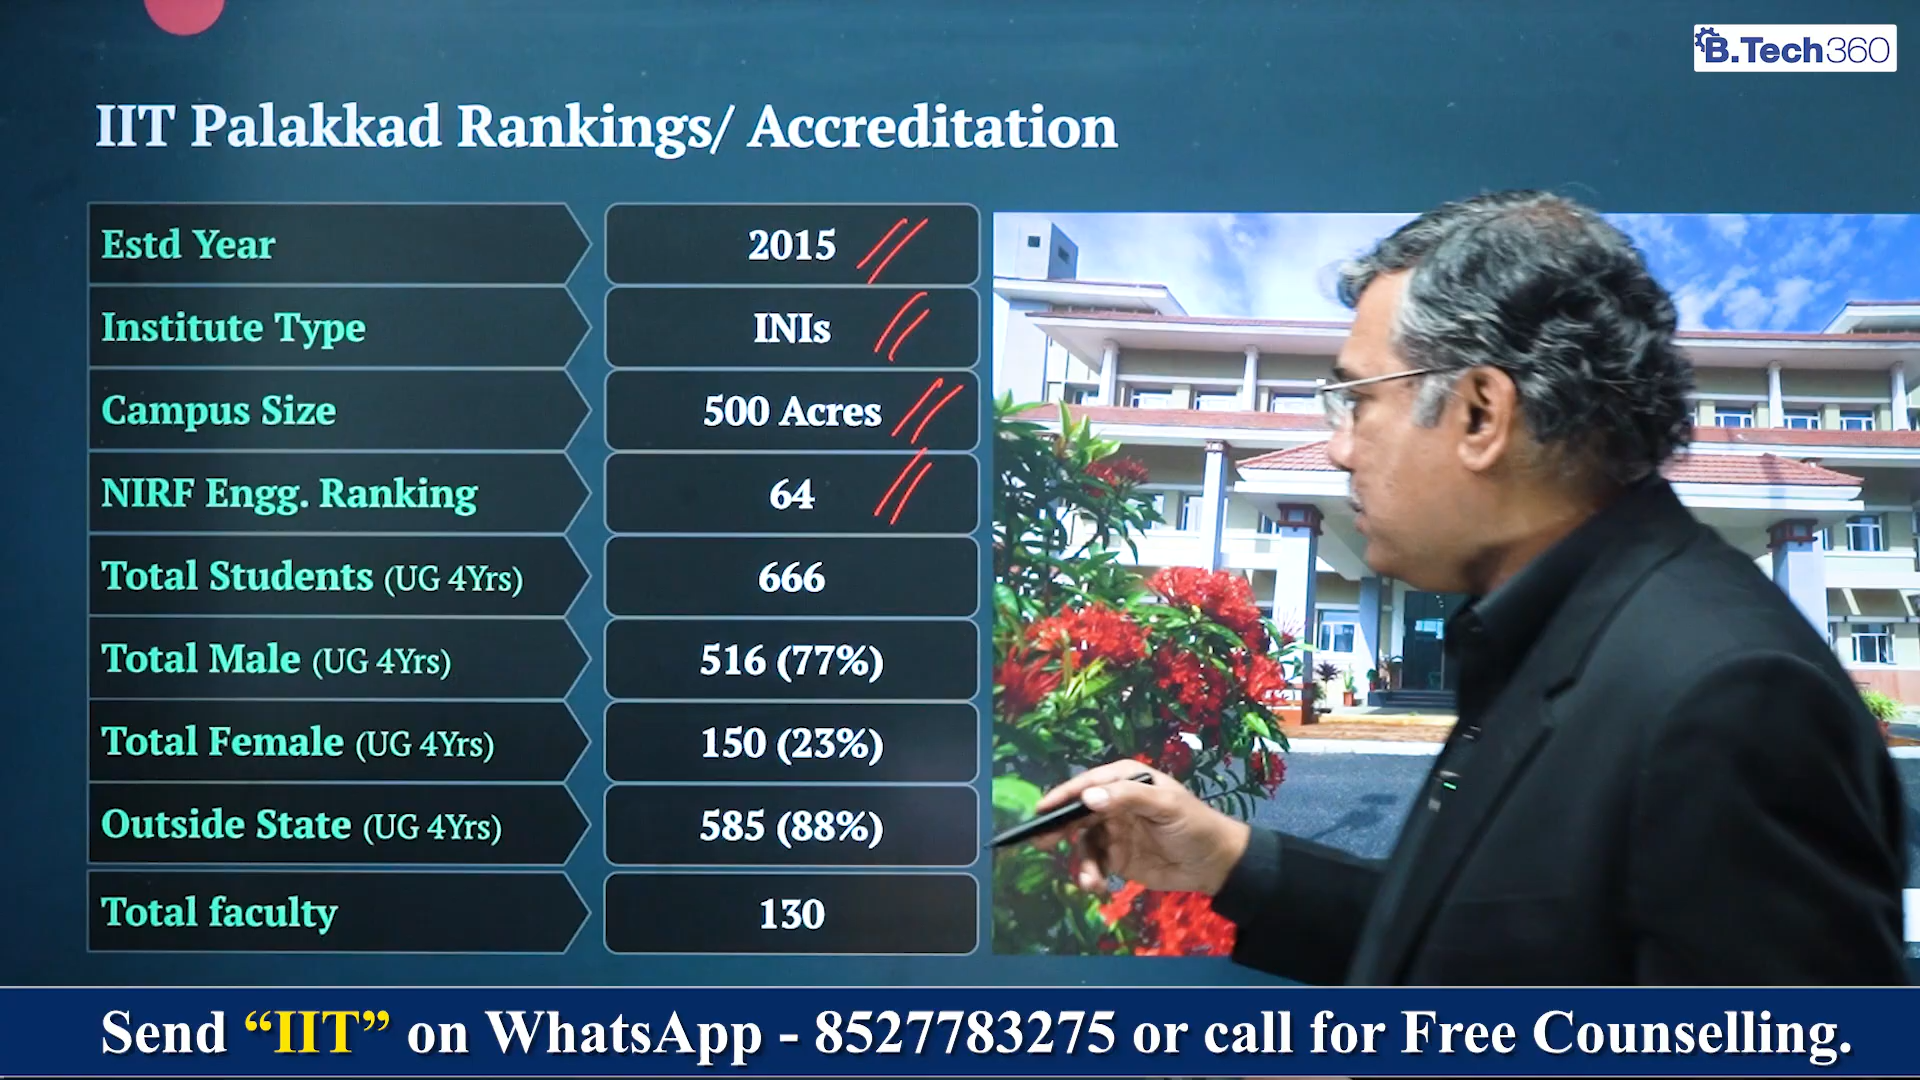 B.Tech360
IIT Palakkad Rankings/ Accreditation
Estd Year 2015
Institute Type INIs
Campus Size 500 Acres
NIRF Engg. Ranking 64
Total Students (UG 4Yrs) 666
Total Male (UG 4Yrs) 516 (77%)
Total Female (UG 4Yrs) 150 (23%)
Outside State (UG 4Yrs) 585 (88%)
Total faculty 130
Send “IIT” on WhatsApp - 8527783275 or call for Free Counselling.